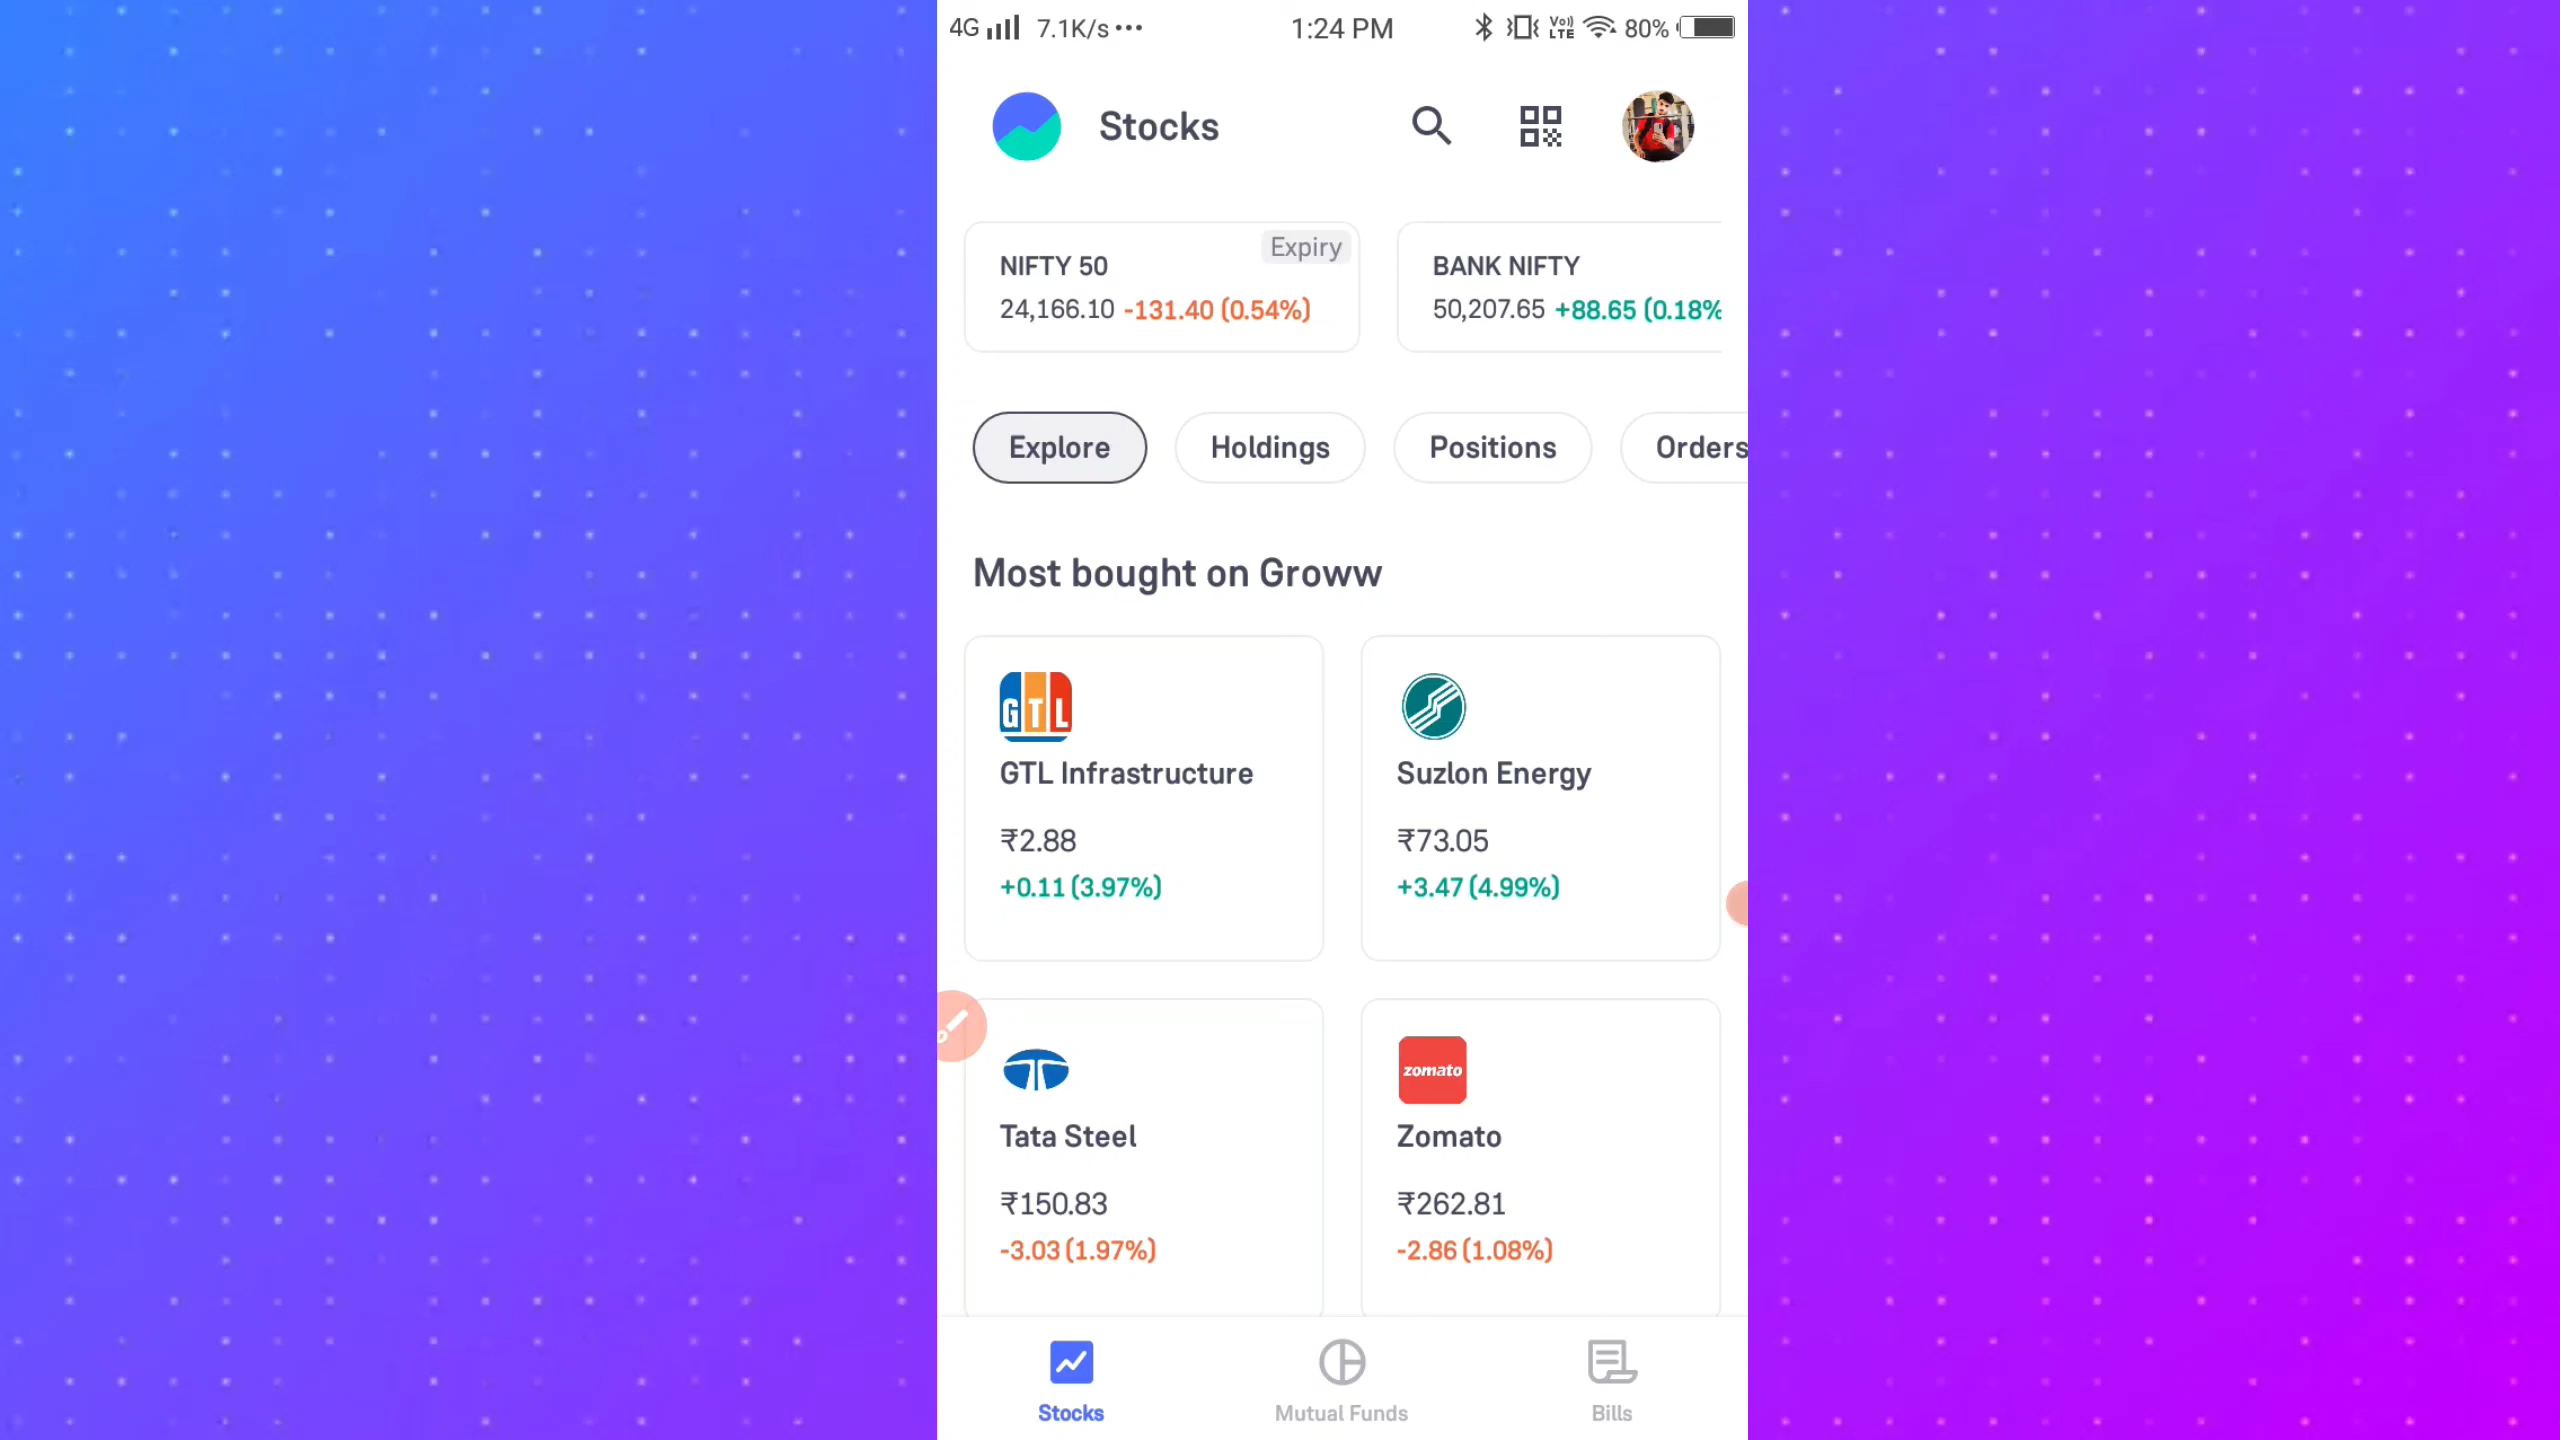 4G 7.1K/s ••• 1:24 PM Vo)) LTE 80%
Stocks
Expiry
NIFTY 50
24,166.10 -131.40 (0.54%)
BANK NIFTY
50,207.65 +88.65 (0.18%
Explore Holdings Positions Orders
Most bought on Groww
GTL
GTL Infrastructure
₹2.88
+0.11 (3.97%)
Suzlon Energy
₹73.05
+3.47 (4.99%)
Tata Steel
₹150.83
-3.03 (1.97%)
zomato
Zomato
₹262.81
-2.86 (1.08%)
Stocks Mutual Funds Bills